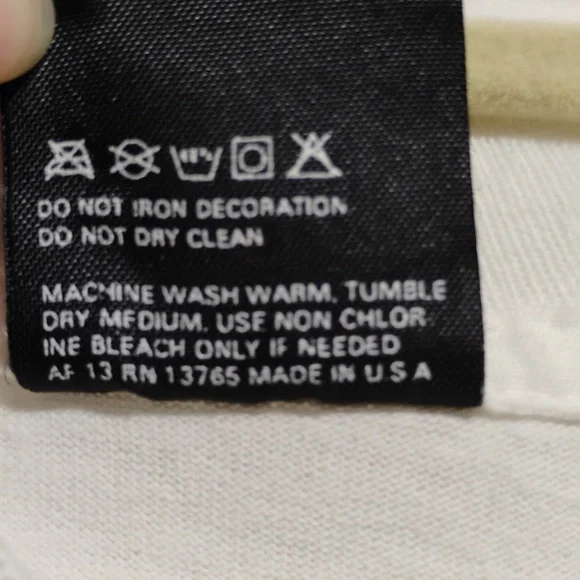 DO NOT IRON DECORATION
DO NOT DRY CLEAN
MACHINE WASH WARM. TUMBLE
DRY MEDIUM. USE NON CHLOR
INE BLEACH ONLY IF NEEDED
AF 13 RN 13765 MADE IN U.S.A